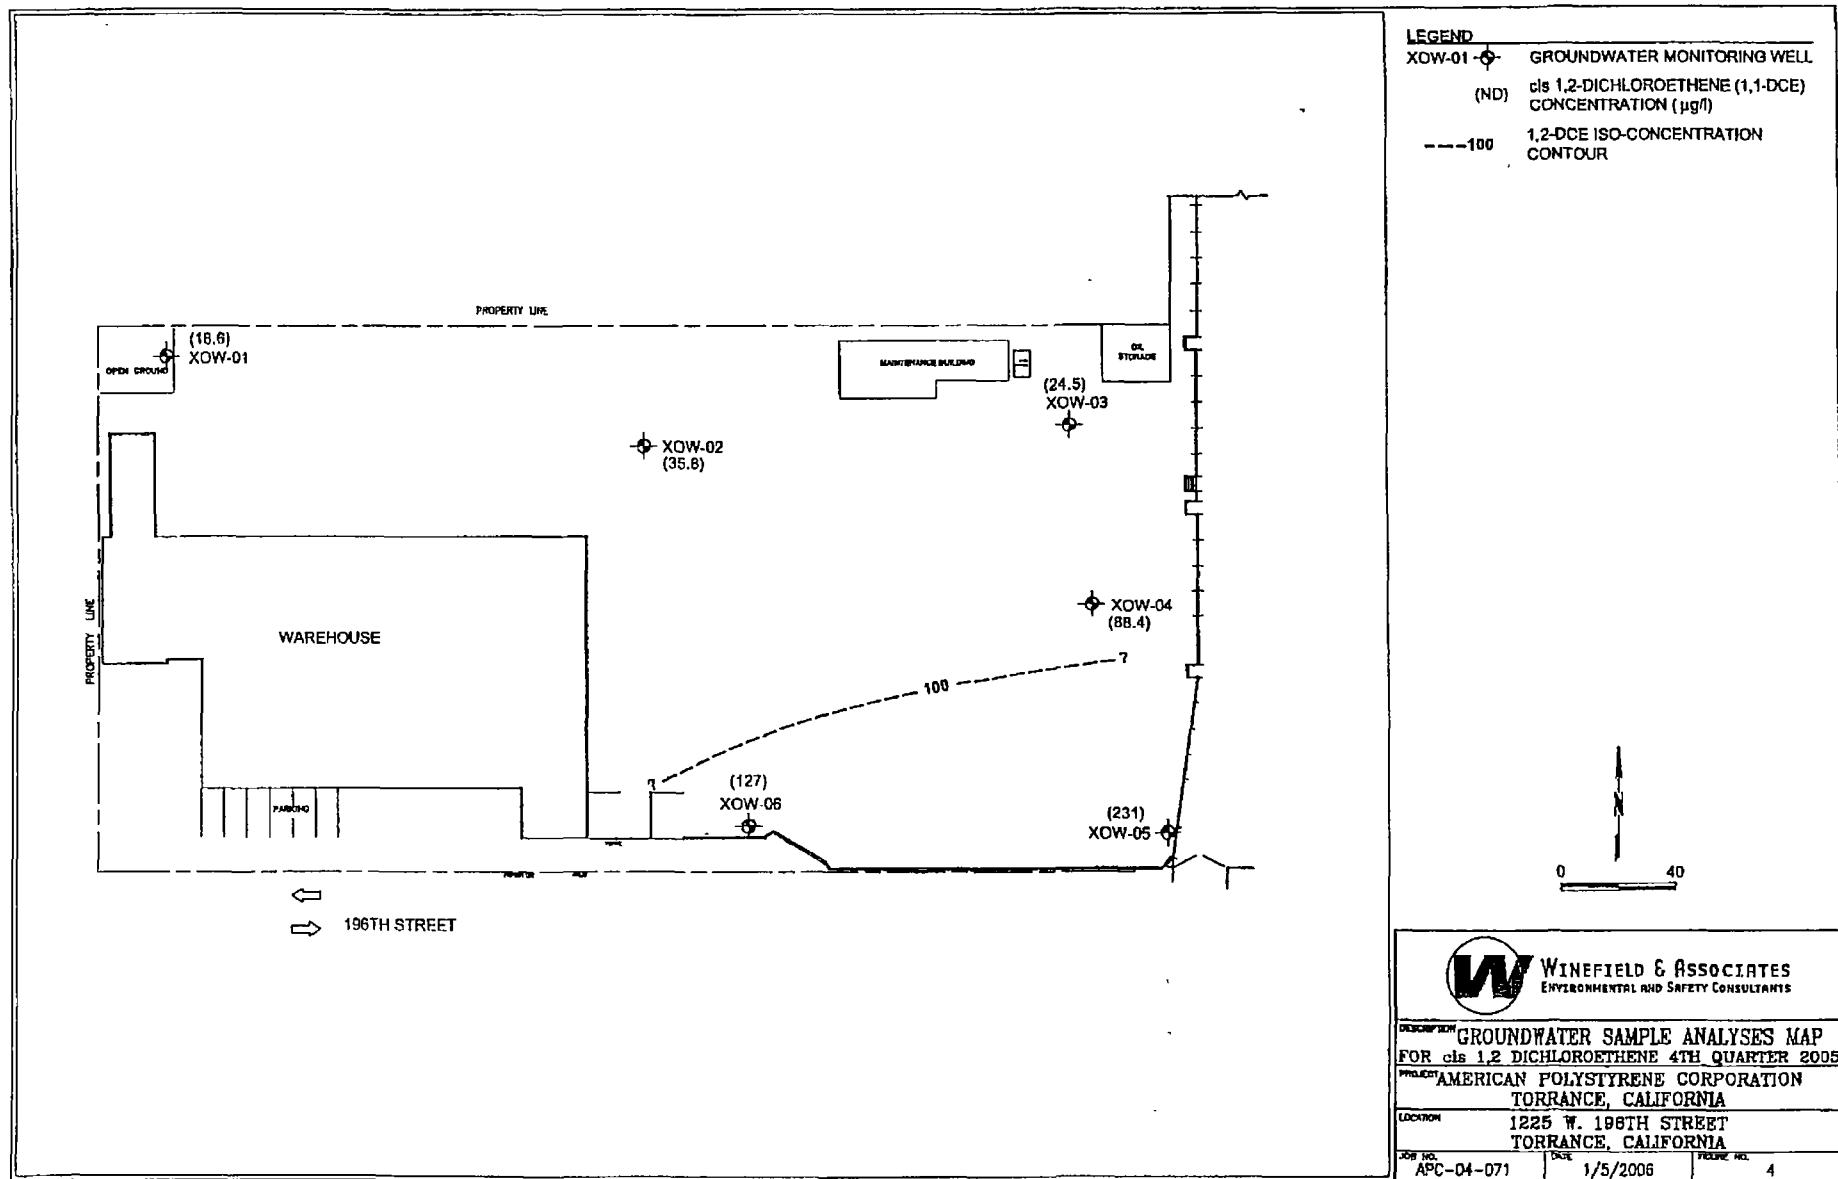 LEGEND
XOW-01 GROUNDWATER MONITORING WELL
(ND) cis 1,2-DICHLOROETHENE (1,1-DCE)
CONCENTRATION (µg/l)
----100 1,2-DCE ISO-CONCENTRATION
CONTOUR
PROPERTY LINE
(18.6)
XOW-01
OPEN GROUND
MAINTENANCE BUILDING
OIL
STORAGE
(24.5)
XOW-03
XOW-02
(35.8)
XOW-04
(88.4)
PROPERTY LINE
WAREHOUSE
?
100
?
(127)
XOW-06
PARKING
(231)
XOW-05
196TH STREET
N
0 40
W WINEFIELD & ASSOCIATES
ENVIRONMENTAL AND SAFETY CONSULTANTS
DESCRIPTION GROUNDWATER SAMPLE ANALYSES MAP
FOR cis 1,2 DICHLOROETHENE 4TH QUARTER 2005
PROJECT AMERICAN POLYSTYRENE CORPORATION
TORRANCE, CALIFORNIA
LOCATION 1225 W. 196TH STREET
TORRANCE, CALIFORNIA
JOB NO. DATE FIGURE NO.
APC-04-071 1/5/2006 4